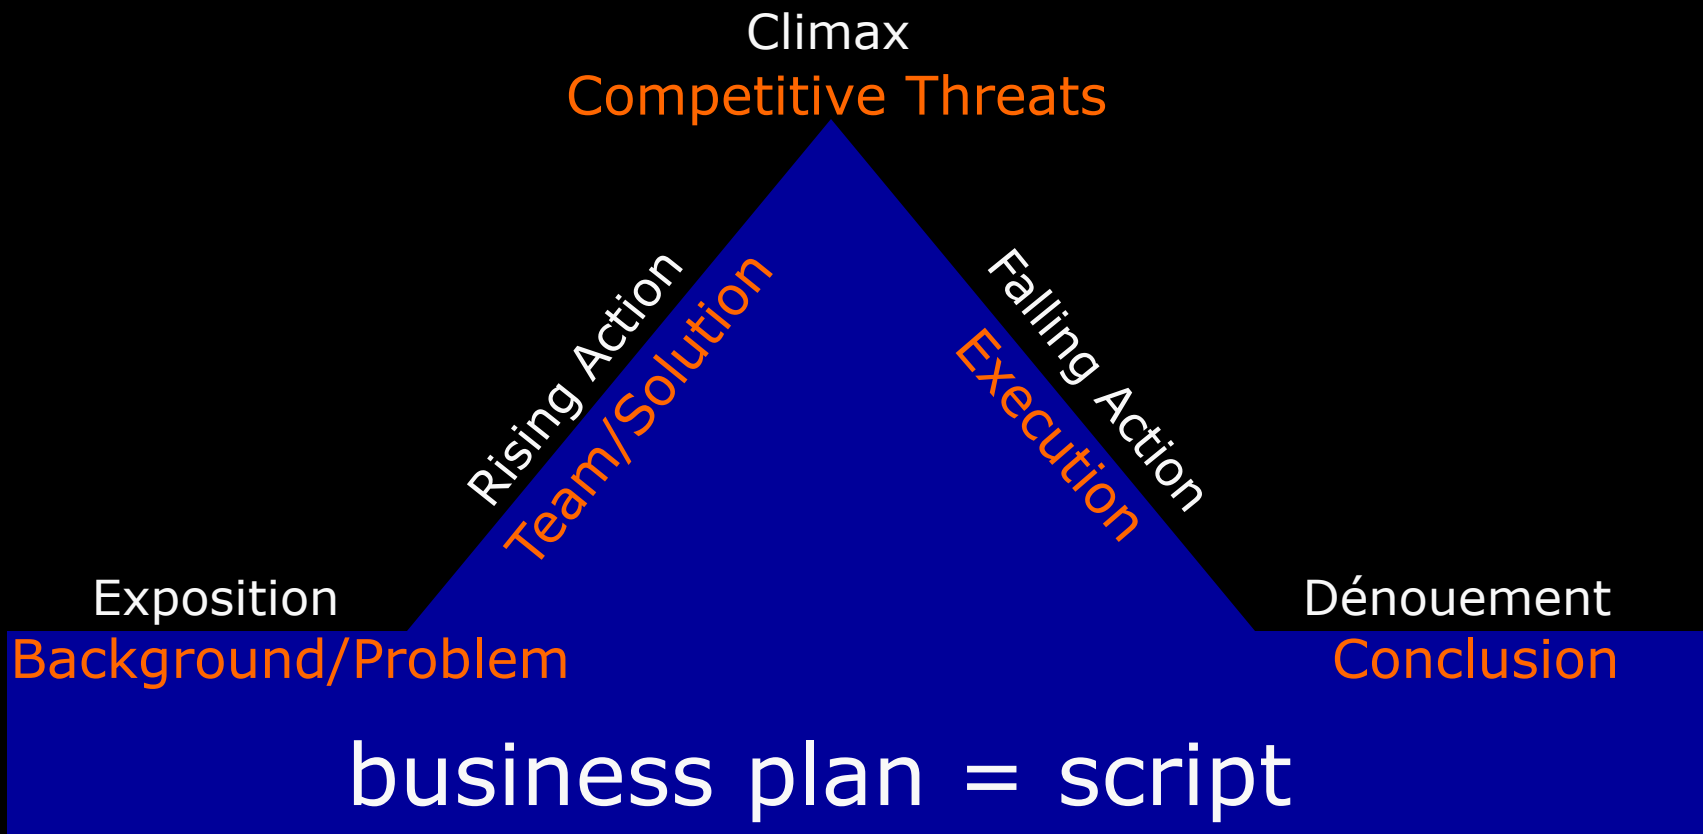 Climax
Competitive Threats
Rising Action
Team/Solution
Falling Action
Execution
Exposition
Background/Problem
Dénouement
Conclusion
business plan = script